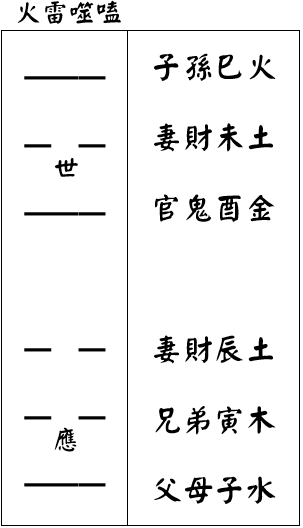 火雷噬嗑
子孫巳火
妻財未土
世
官鬼酉金
妻財辰土
兄弟寅木
應
父母子水